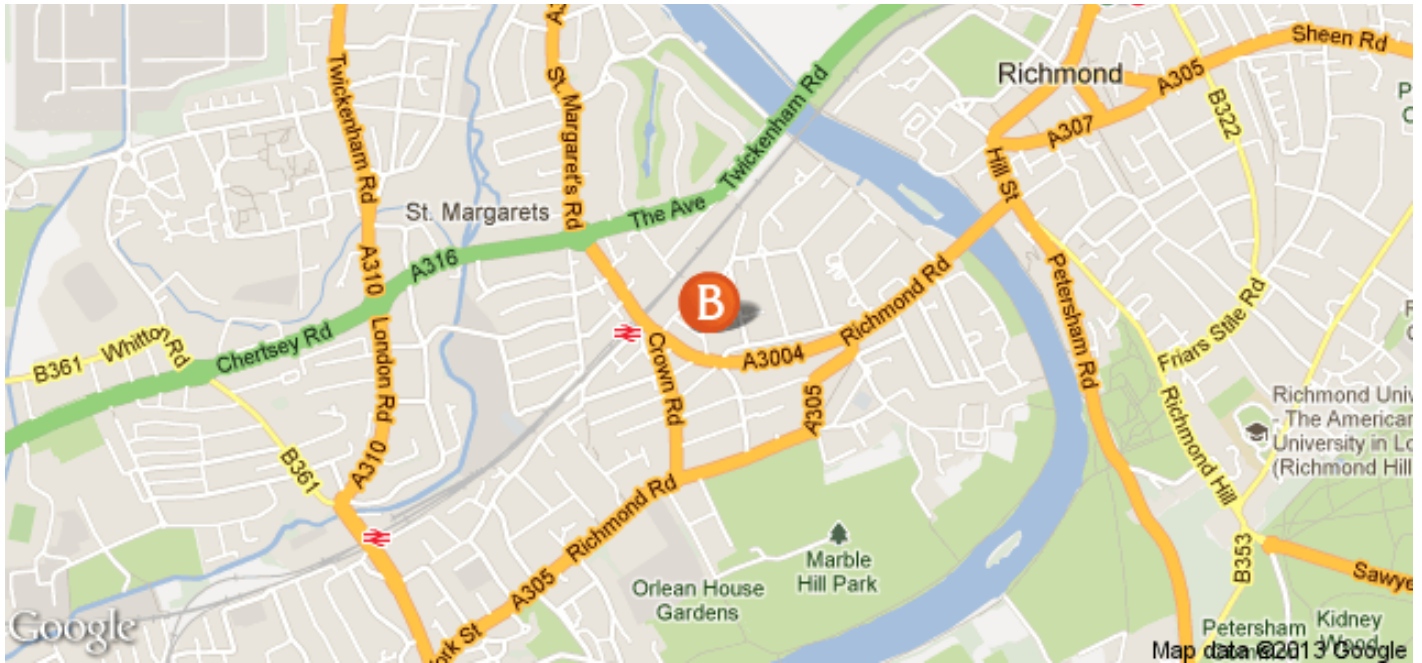 Sheen Rd
Richmond
A305
B322
A307
Twickenham Rd
St. Margaret's Rd
Twickenham Rd
Hill St
St. Margarets
The Ave
A316
A310
Petersham Rd
Richmond Rd
B
Chertsey Rd
London Rd
Whitton Rd
B361
Crown Rd
A3004
Friars Stile Rd
A305
Richmond Hill
Richmond
- The American
University in
(Richmond Hill
A310
B361
Richmond Rd
Marble
Hill Park
A305
Orlean House
Gardens
B353
Petersham
Kidney
Google
Map data ©2013 Google